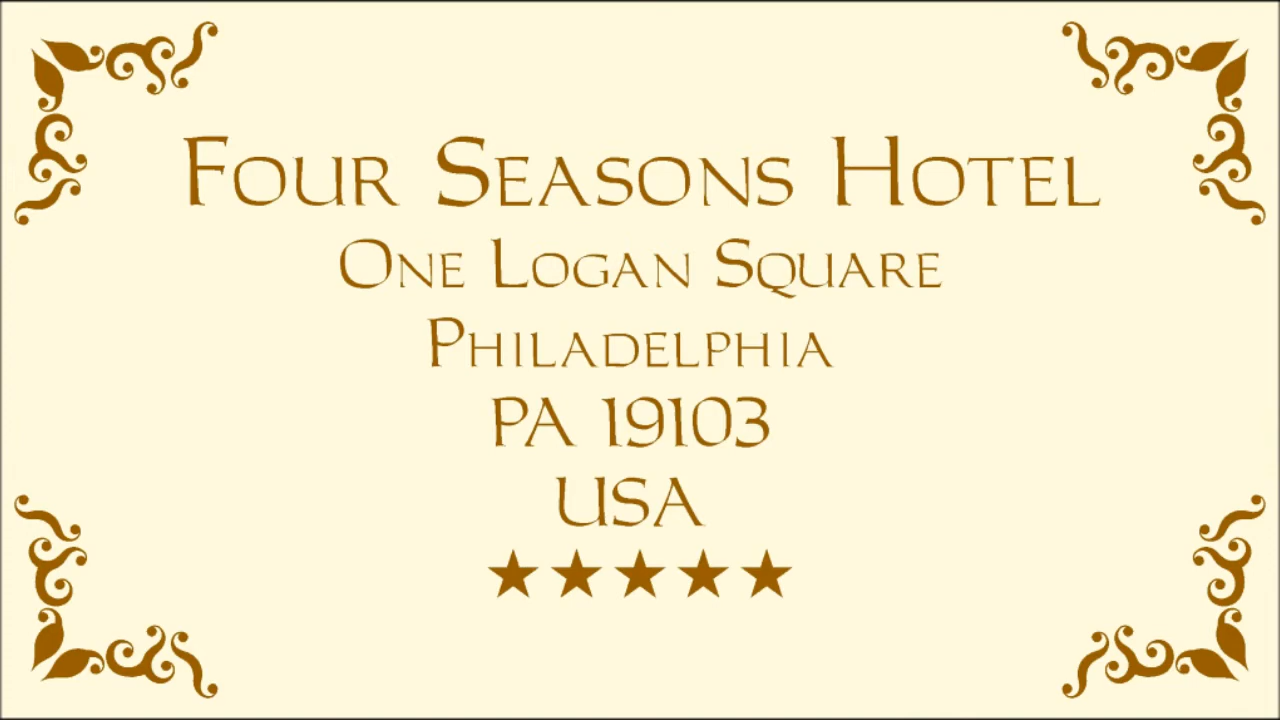 Four Seasons Hotel
One Logan Square
Philadelphia
PA 19103
USA
★★★★★